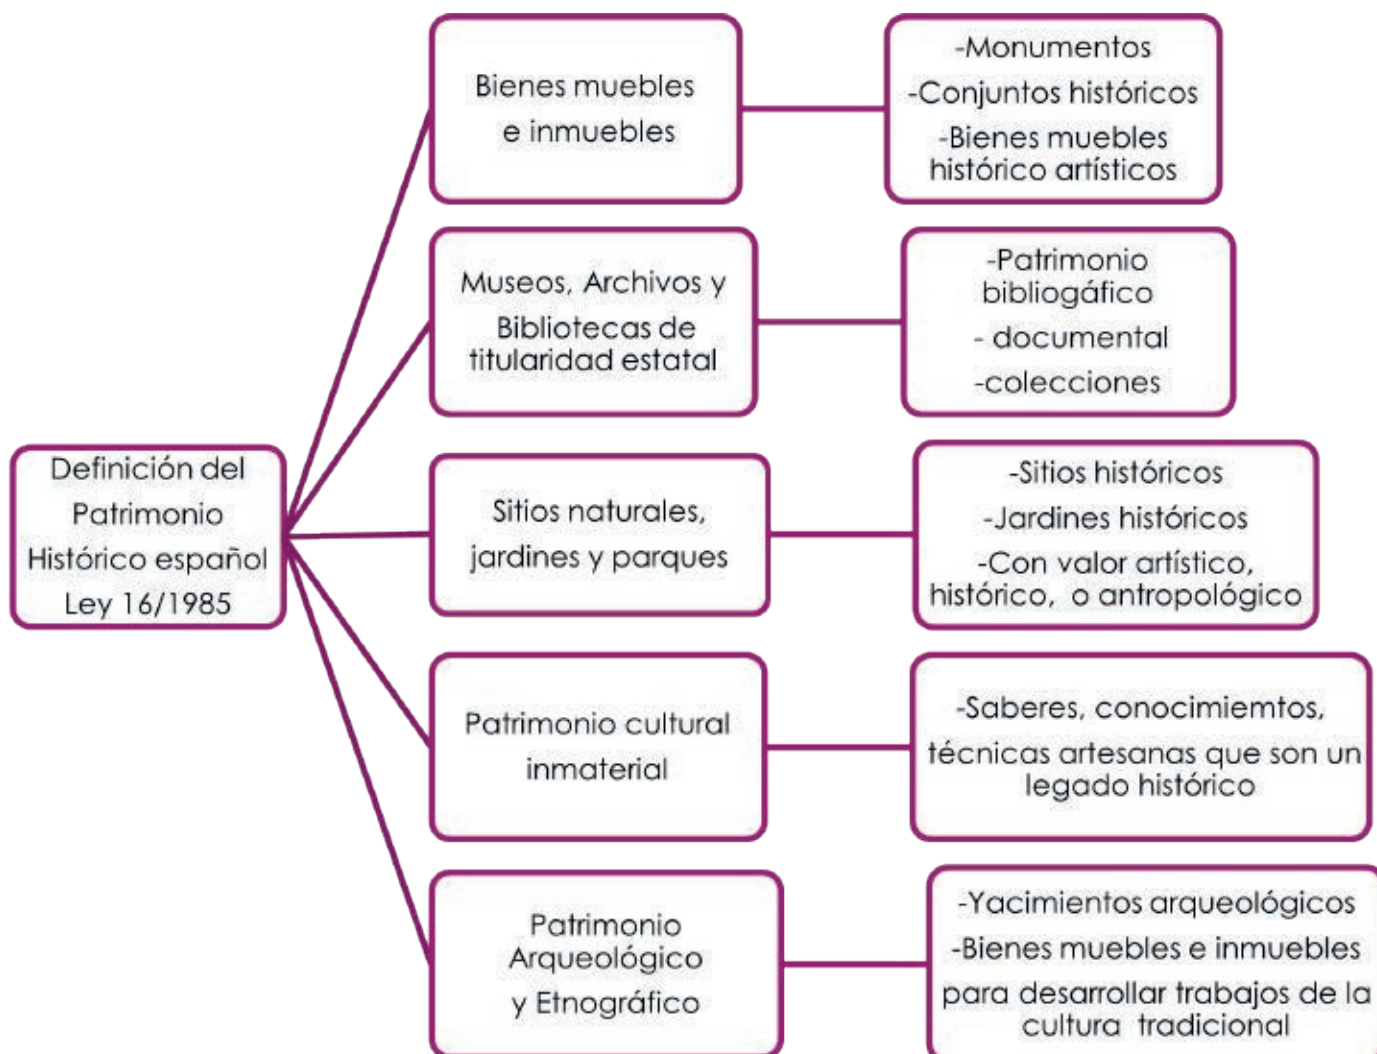 Definición del
Patrimonio
Histórico español
Ley 16/1985
Bienes muebles
e inmuebles
-Monumentos
-Conjuntos históricos
-Bienes muebles
histórico artísticos
Museos, Archivos y
Bibliotecas de
titularidad estatal
-Patrimonio
bibliogáfico
- documental
-colecciones
Sitios naturales,
jardines y parques
-Sitios históricos
-Jardines históricos
-Con valor artístico,
histórico, o antropológico
Patrimonio cultural
inmaterial
-Saberes, conocimiemtos,
técnicas artesanas que son un
legado histórico
Patrimonio
Arqueológico
y Etnográfico
-Yacimientos arqueológicos
-Bienes muebles e inmuebles
para desarrollar trabajos de la
cultura tradicional